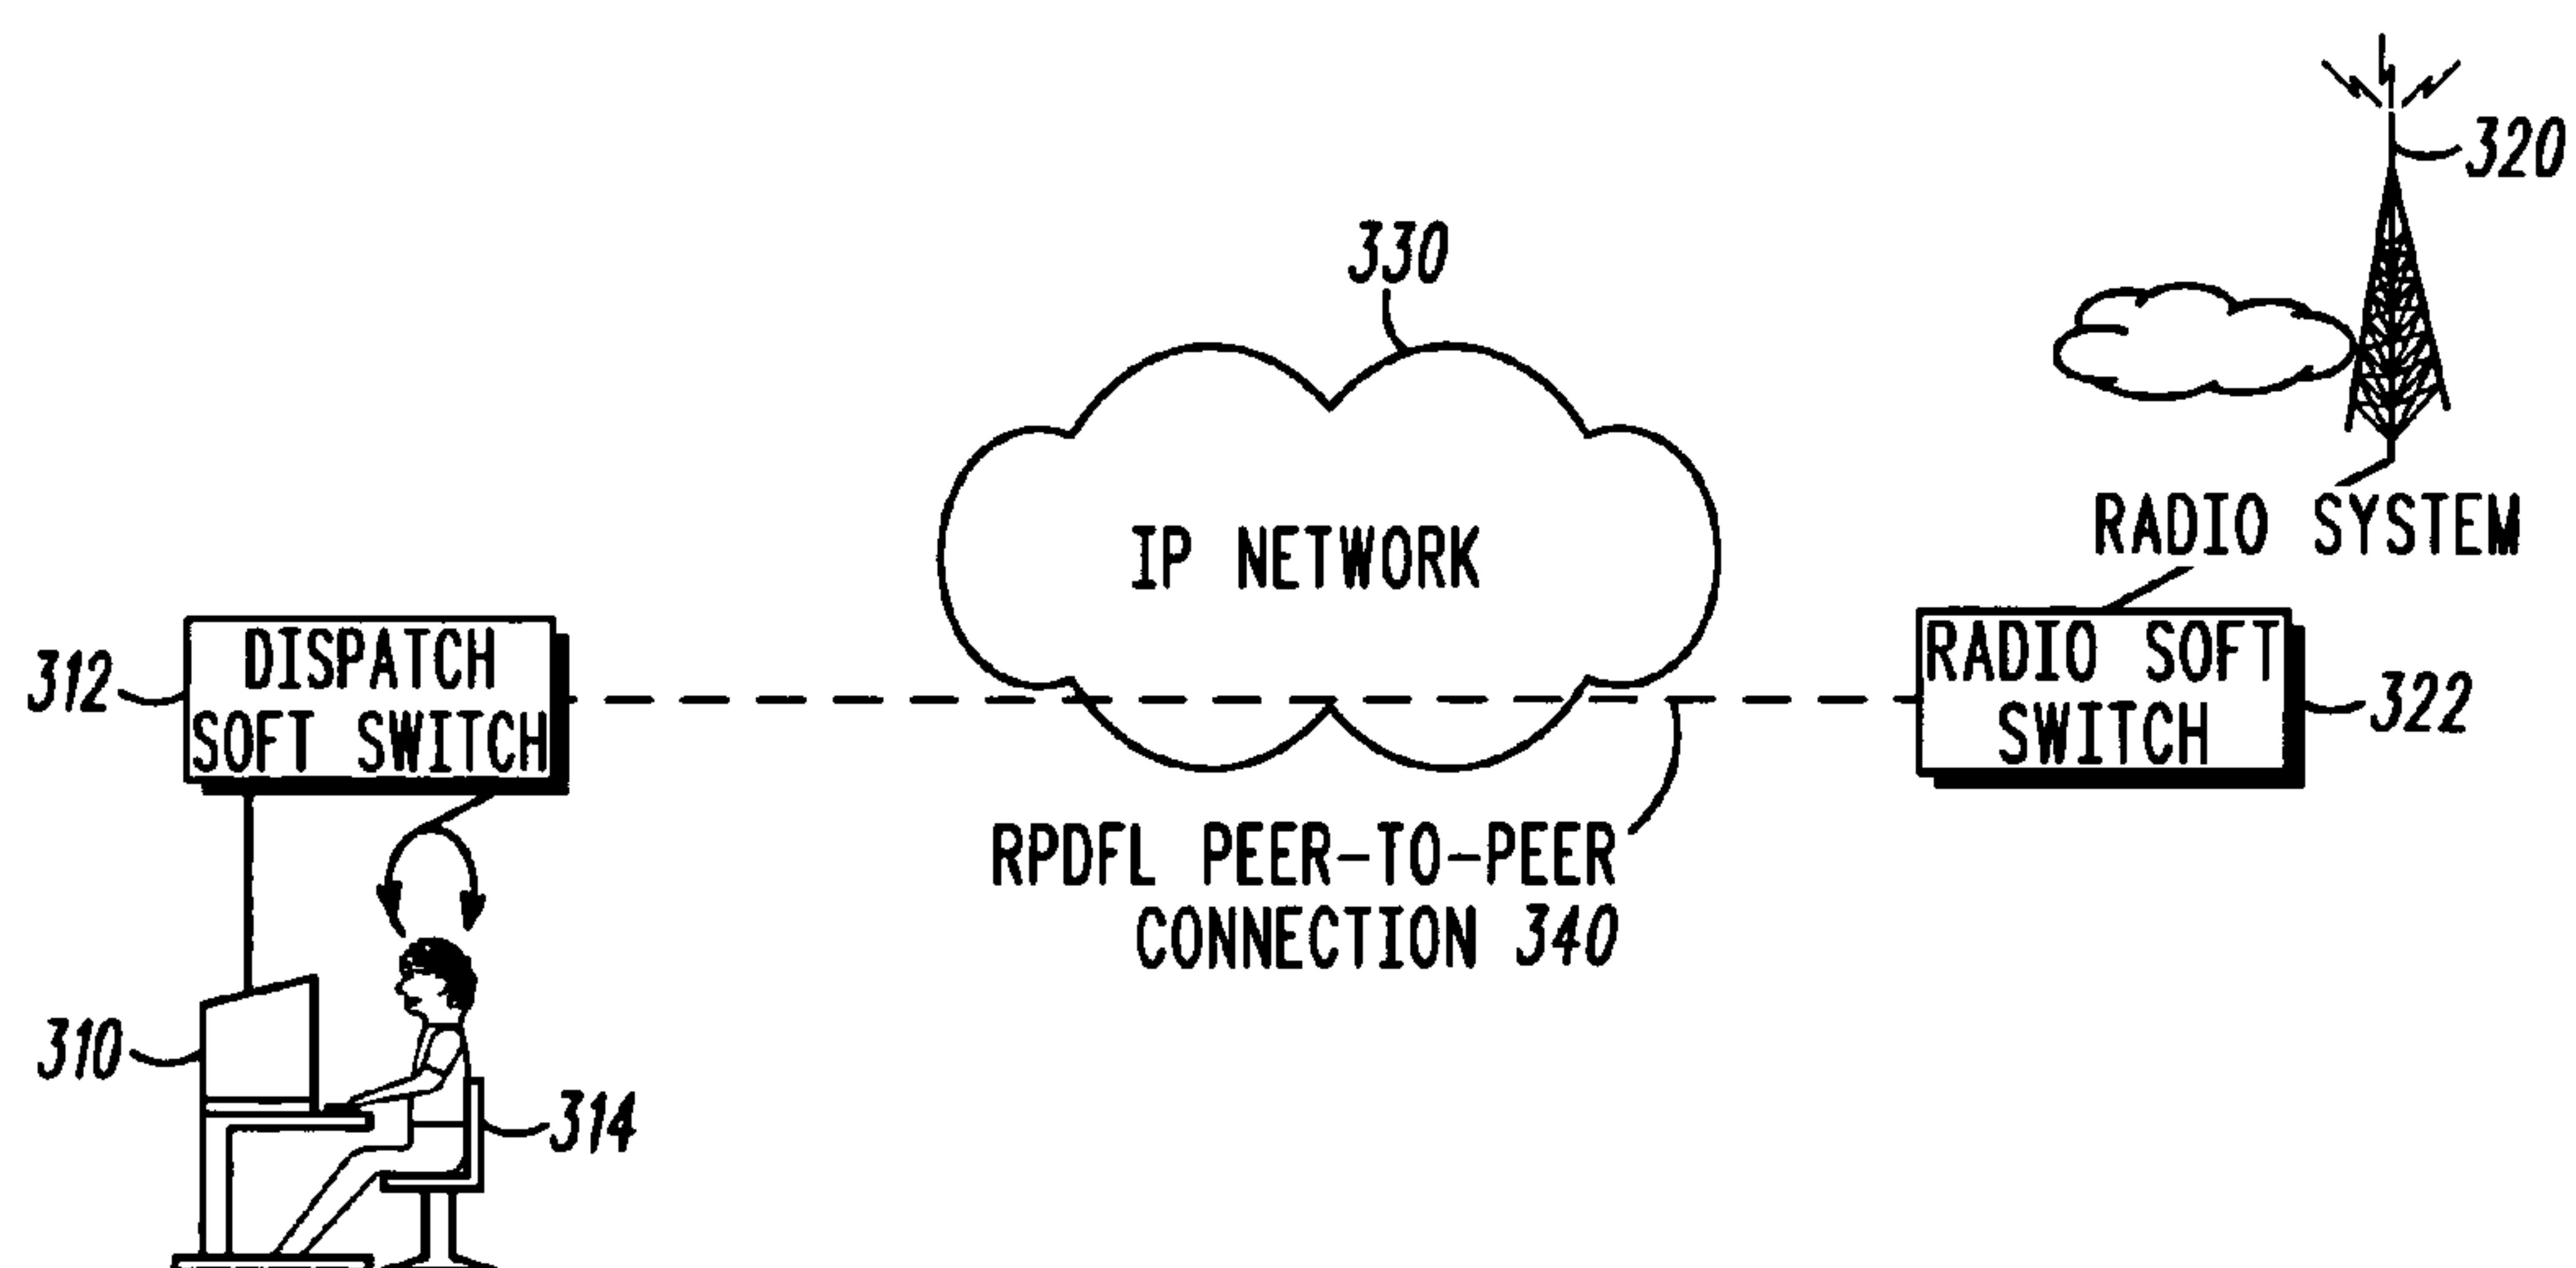 320
330
IP NETWORK
RADIO SYSTEM
312
DISPATCH
SOFT SWITCH
RADIO SOFT
SWITCH
322
RPDFL PEER-TO-PEER
CONNECTION 340
310
314